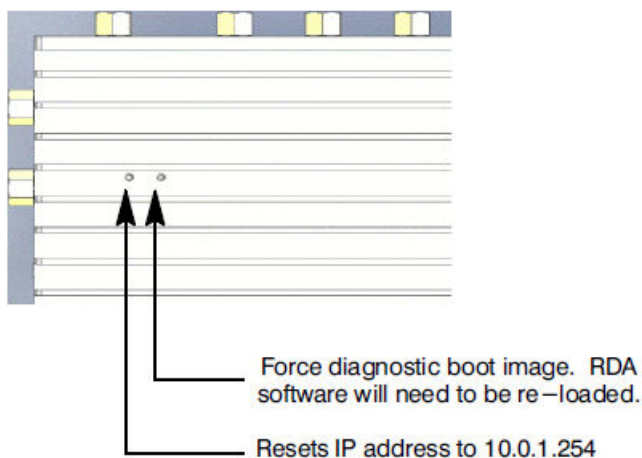 Force diagnostic boot image.  RDA
software will need to be re−loaded.
Resets IP address to 10.0.1.254